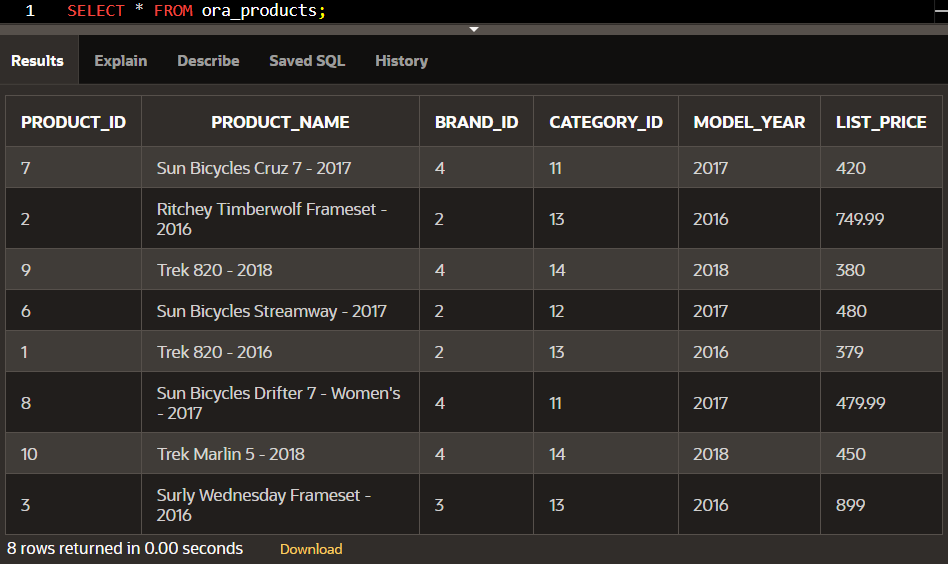 1 SELECT * FROM ora_products;
Results Explain Describe Saved SQL History
PRODUCT_ID PRODUCT_NAME BRAND_ID CATEGORY_ID MODEL_YEAR LIST_PRICE
7 Sun Bicycles Cruz 7 - 2017 4 11 2017 420
2 Ritchey Timberwolf Frameset -
2016 2 13 2016 749.99
9 Trek 820 - 2018 4 14 2018 380
6 Sun Bicycles Streamway - 2017 2 12 2017 480
1 Trek 820 - 2016 2 13 2016 379
8 Sun Bicycles Drifter 7 - Women's
- 2017 4 11 2017 479.99
10 Trek Marlin 5 - 2018 4 14 2018 450
3 Surly Wednesday Frameset -
2016 3 13 2016 899
8 rows returned in 0.00 seconds Download